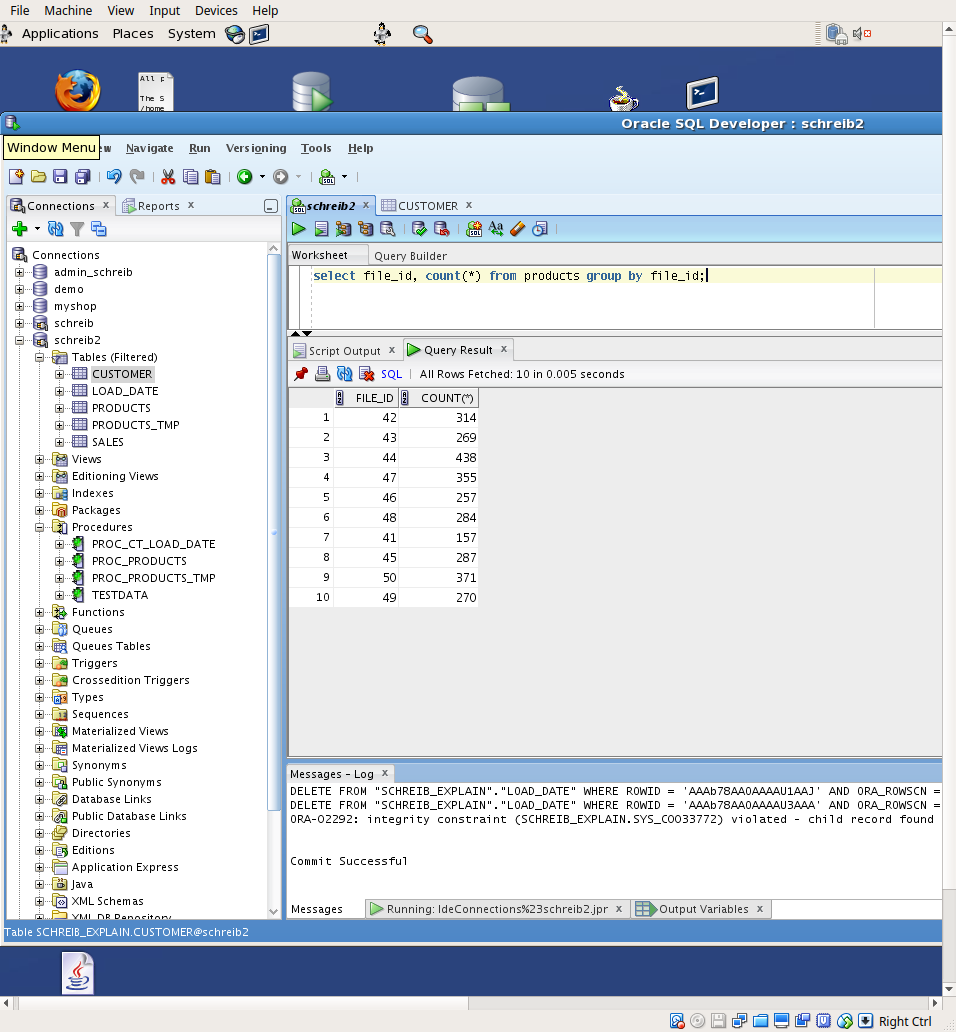 File Machine View Input Devices Help
Applications Places System
All
The S
/home
Oracle SQL Developer : schreib2
Window Menu
Navigate Run Versioning Tools Help
Connections x Reports x
schreib2 x CUSTOMER x
Connections
admin_schreib
demo
myshop
schreib
schreib2
Tables (Filtered)
CUSTOMER
LOAD_DATE
PRODUCTS
PRODUCTS_TMP
SALES
Views
Editioning Views
Indexes
Packages
Procedures
PROC_CT_LOAD_DATE
PROC_PRODUCTS
PROC_PRODUCTS_TMP
TESTDATA
Functions
Queues
Queues Tables
Triggers
Crossedition Triggers
Types
Sequences
Materialized Views
Materialized Views Logs
Synonyms
Public Synonyms
Database Links
Public Database Links
Directories
Editions
Application Express
Java
XML Schemas
XML DB Repository
Worksheet Query Builder
select file_id, count(*) from products group by file_id;
Script Output x Query Result x
SQL | All Rows Fetched: 10 in 0.005 seconds
FILE_ID COUNT(*)
1 42 314
2 43 269
3 44 438
4 47 355
5 46 257
6 48 284
7 41 157
8 45 287
9 50 371
10 49 270
Messages - Log x
DELETE FROM "SCHREIB_EXPLAIN"."LOAD_DATE" WHERE ROWID = 'AAAb78AAOAAAAU1AAJ' AND ORA_ROWSCN =
DELETE FROM "SCHREIB_EXPLAIN"."LOAD_DATE" WHERE ROWID = 'AAAb78AAOAAAAU3AAA' AND ORA_ROWSCN =
ORA-02292: integrity constraint (SCHREIB_EXPLAIN.SYS_C0033772) violated - child record found
Commit Successful
Messages Running: IdeConnections%23schreib2.jpr x Output Variables x
Table SCHREIB_EXPLAIN.CUSTOMER@schreib2
Right Ctrl